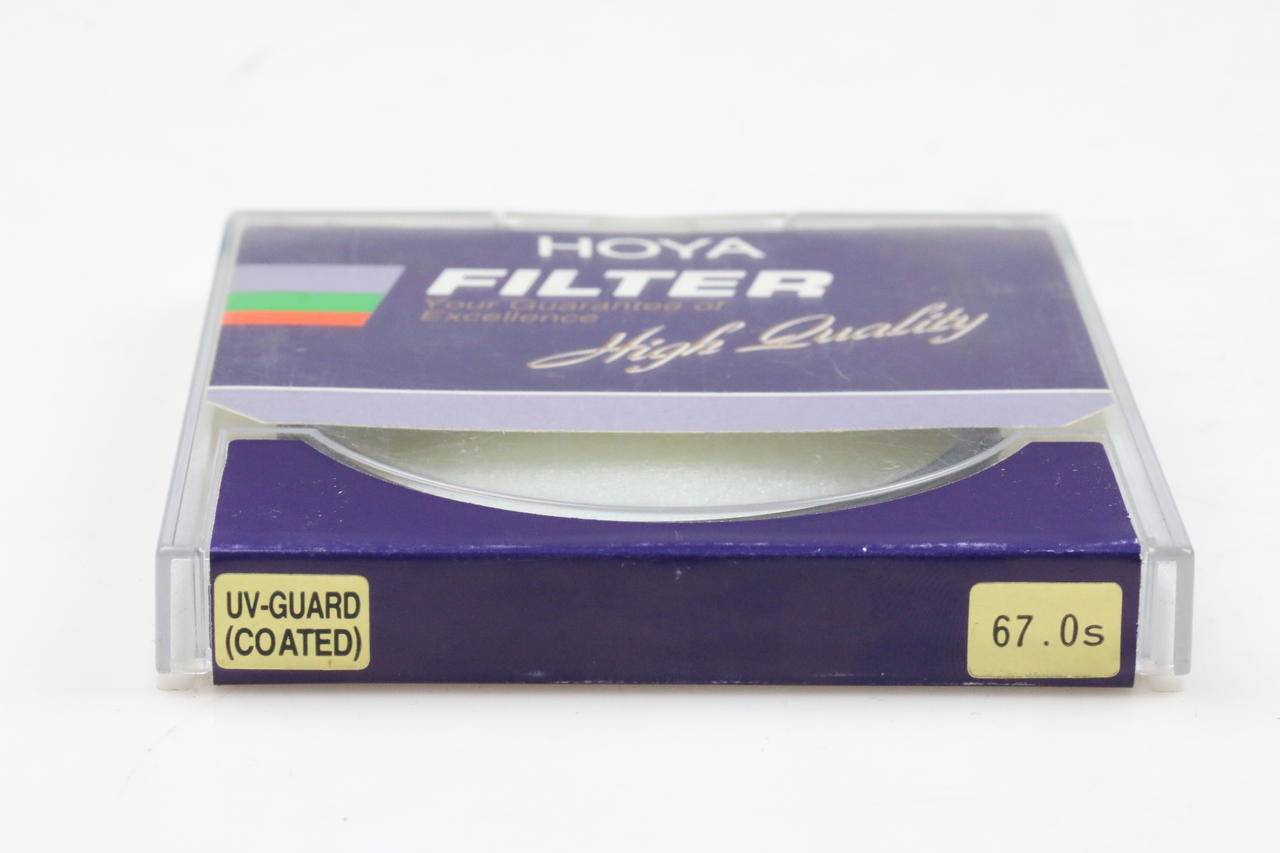 HOYA
FILTER
Your Guarantee of
Excellence
High Quality
UV-GUARD
(COATED)
67.0s